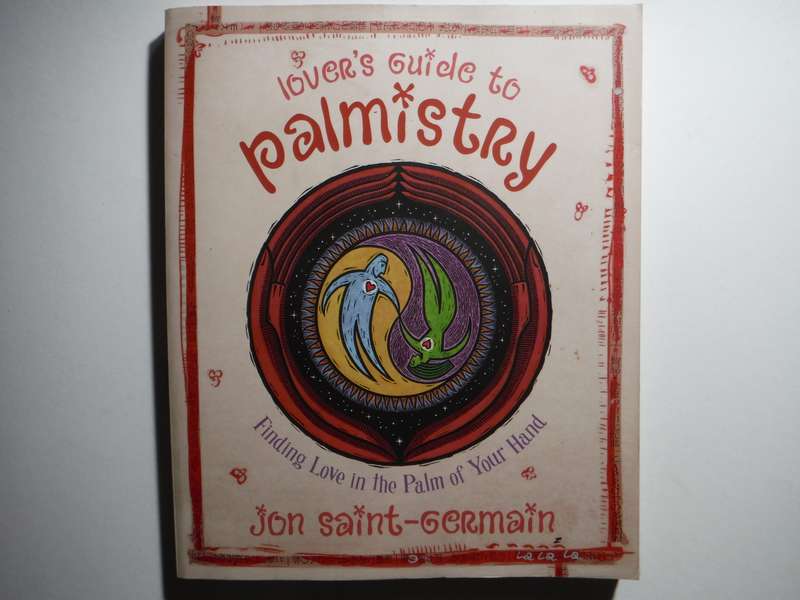 lover's Guide to
palmistry
Finding Love in the Palm of Your Hand
jon saint-Germain